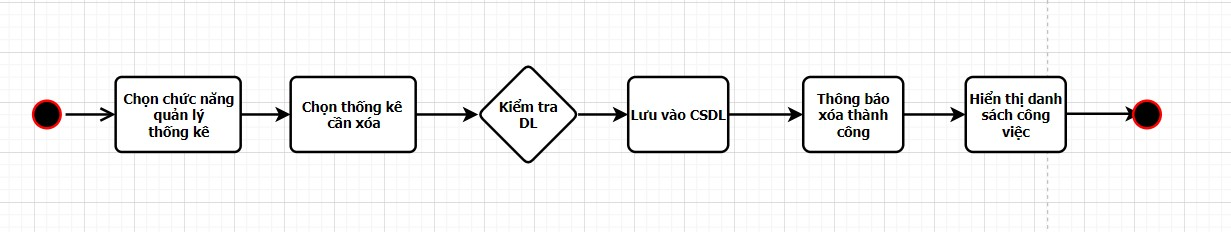 Chọn chức năng
quản lý
thống kê
Chọn thống kê
cần xóa
Kiểm tra
DL
Lưu vào CSDL
Thông báo
xóa thành
công
Hiển thị danh
sách công
việc